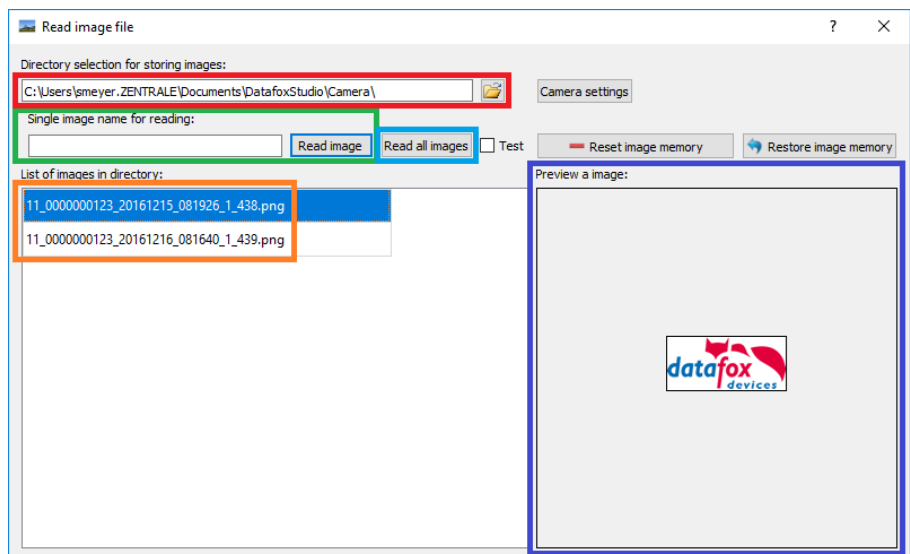 Read image file
Directory selection for storing images:
C:\Users\smeyer.ZENTRALE\Documents\DatafoxStudio\Camera\
Camera settings
Single image name for reading:
Read image
Read all images
Test
Reset image memory
Restore image memory
List of images in directory:
Preview a image:
11_0000000123_20161215_081926_1_438.png
11_0000000123_20161216_081640_1_439.png
datafox
devices